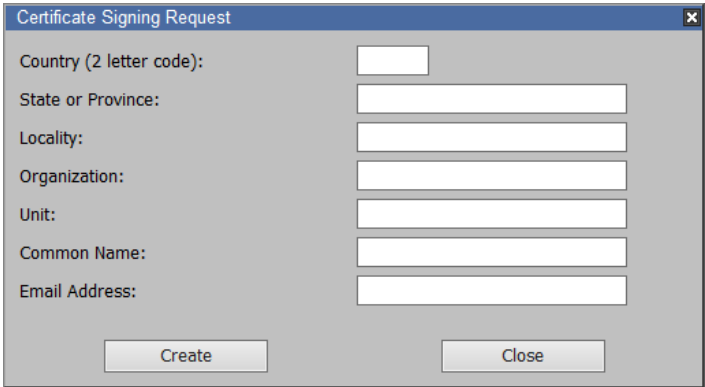 Certificate Signing Request
Country (2 letter code):
State or Province:
Locality:
Organization:
Unit:
Common Name:
Email Address:
Create Close